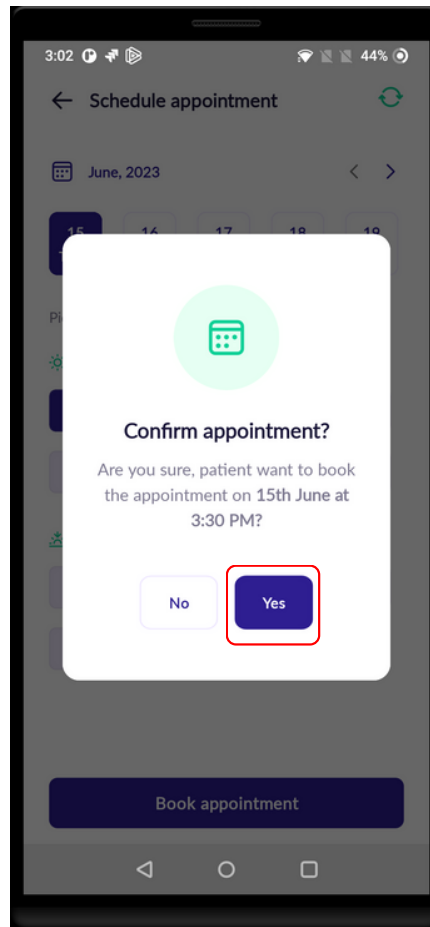 3:02 44%
Schedule appointment
June, 2023
15 16 17 18 19
Confirm appointment?
Are you sure, patient want to book
the appointment on 15th June at
3:30 PM?
No Yes
Book appointment